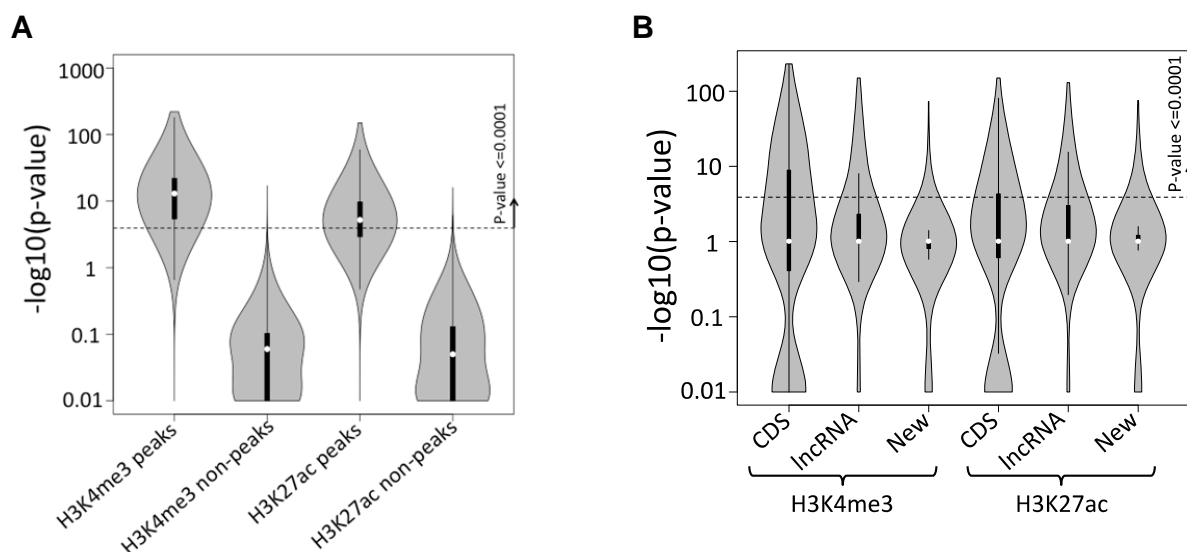 A
-log10(p-value)
1000
100
10
1
0.1
0.01
P-value <=0.0001
H3K4me3 peaks
H3K4me3 non-peaks
H3K27ac peaks
H3K27ac non-peaks
B
-log10(p-value)
100
10
1
0.1
0.01
P-value <=0.0001
CDS
lncRNA
New
CDS
lncRNA
New
H3K4me3
H3K27ac